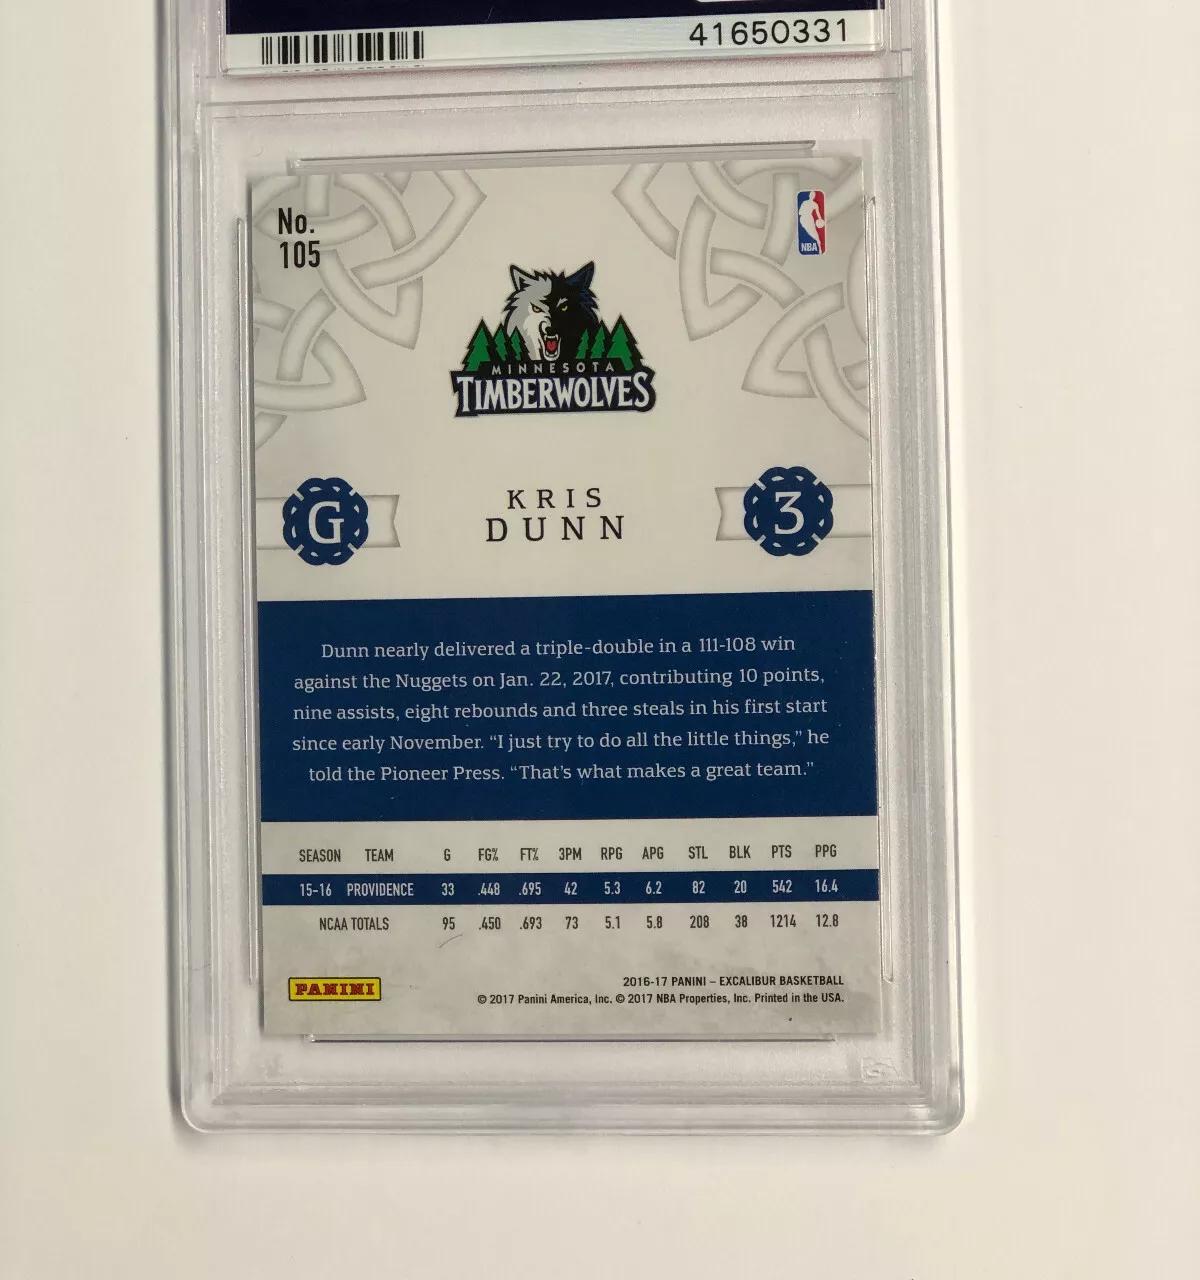 41650331
No.
105
NBA
MINNESOTA
TIMBERWOLVES
G
KRIS
DUNN
3
Dunn nearly delivered a triple-double in a 111-108 win
against the Nuggets on Jan. 22, 2017, contributing 10 points,
nine assists, eight rebounds and three steals in his first start
since early November. “I just try to do all the little things,” he
told the Pioneer Press. “That’s what makes a great team.”
SEASON TEAM G FG% FT% 3PM RPG APG STL BLK PTS PPG
15-16 PROVIDENCE 33 .448 .695 42 5.3 6.2 82 20 542 16.4
NCAA TOTALS 95 .450 .693 73 5.1 5.8 208 38 1214 12.8
PANINI
2016-17 PANINI – EXCALIBUR BASKETBALL
© 2017 Panini America, Inc. © 2017 NBA Properties, Inc. Printed in the USA.